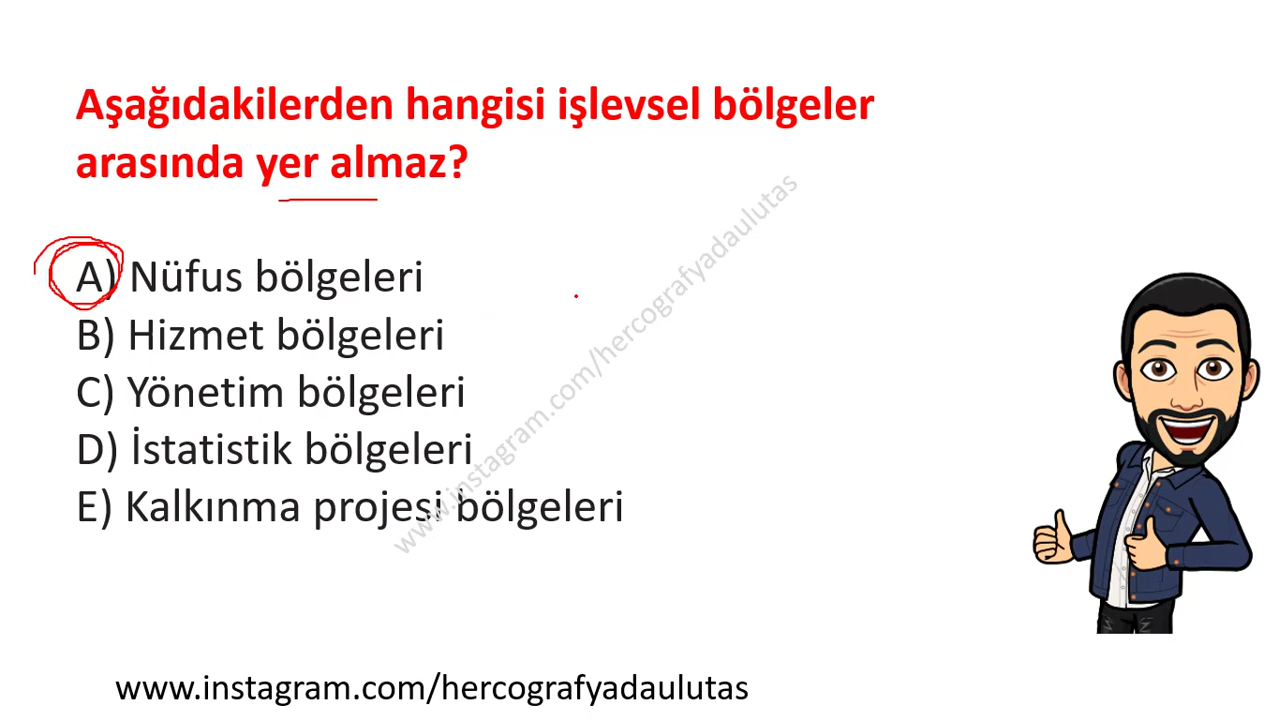 Aşağıdakilerden hangisi işlevsel bölgeler
arasında yer almaz?
A) Nüfus bölgeleri
B) Hizmet bölgeleri
C) Yönetim bölgeleri
D) İstatistik bölgeleri
E) Kalkınma projesi bölgeleri
www.instagram.com/hercografyadaulutas
www.instagram.com/hercografyadaulutas